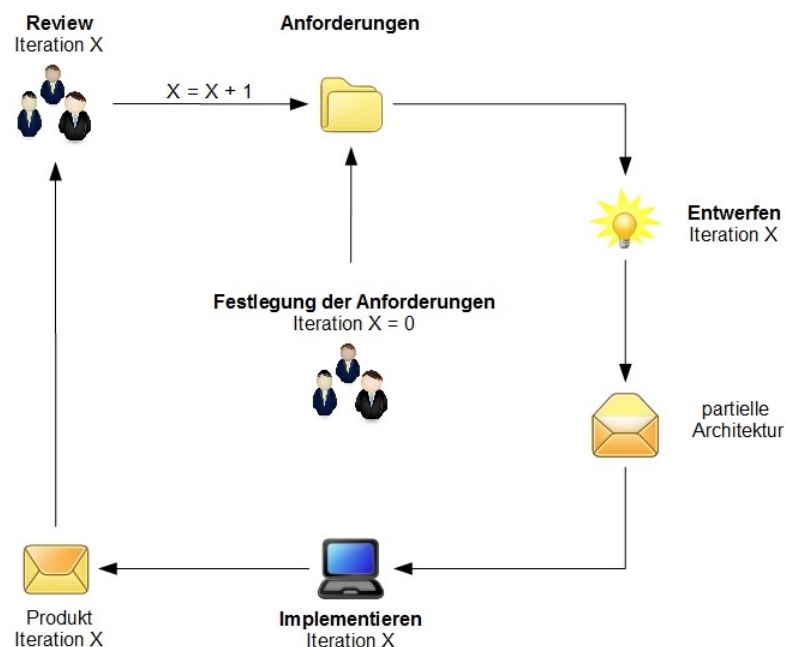 Review
Iteration X
Anforderungen
X = X + 1
Entwerfen
Iteration X
Festlegung der Anforderungen
Iteration X = 0
partielle
Architektur
Produkt
Iteration X
Implementieren
Iteration X